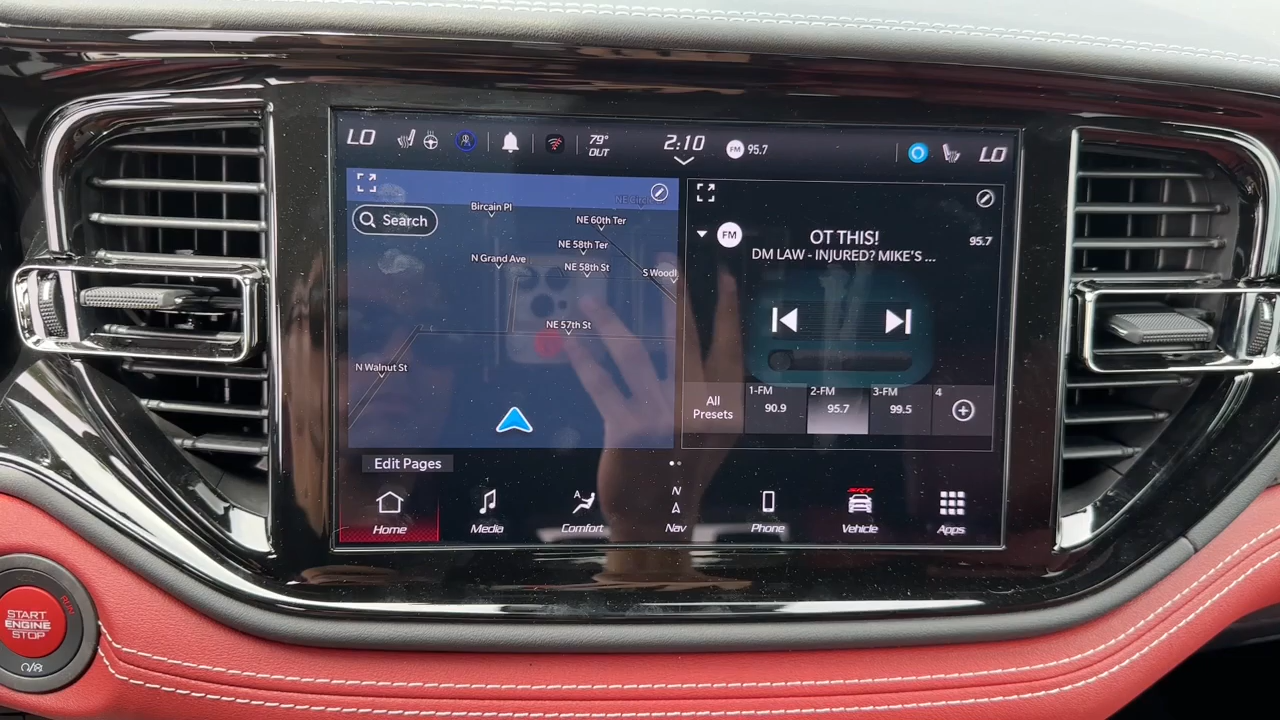 LO
79°
OUT
2:10
FM 95.7
LO
Search
Bircain Pl
NE 60th Ter
NE 58th Ter
N Grand Ave
NE 58th St
S Woodl
NE 57th St
N Walnut St
FM
OT THIS!
95.7
DM LAW - INJURED? MIKE'S ...
All
Presets
1-FM
90.9
2-FM
95.7
3-FM
99.5
4
Edit Pages
Home
Media
A
Comfort
N
Nav
Phone
SRT
Vehicle
Apps
START
ENGINE
STOP
RUN